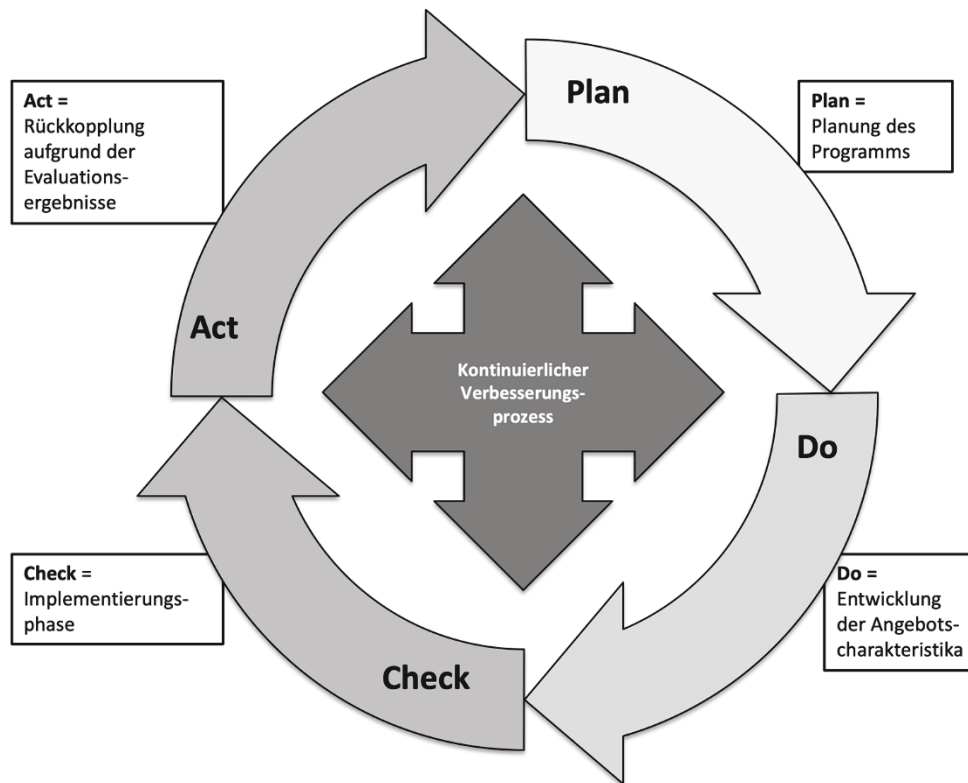 Plan
Act =
Rückkopplung
aufgrund der
Evaluations-
ergebnisse
Plan =
Planung des
Programms
Act
Kontinuierlicher
Verbesserungs-
prozess
Do
Check =
Implementierungs-
phase
Do =
Entwicklung
der Angebots-
charakteristika
Check